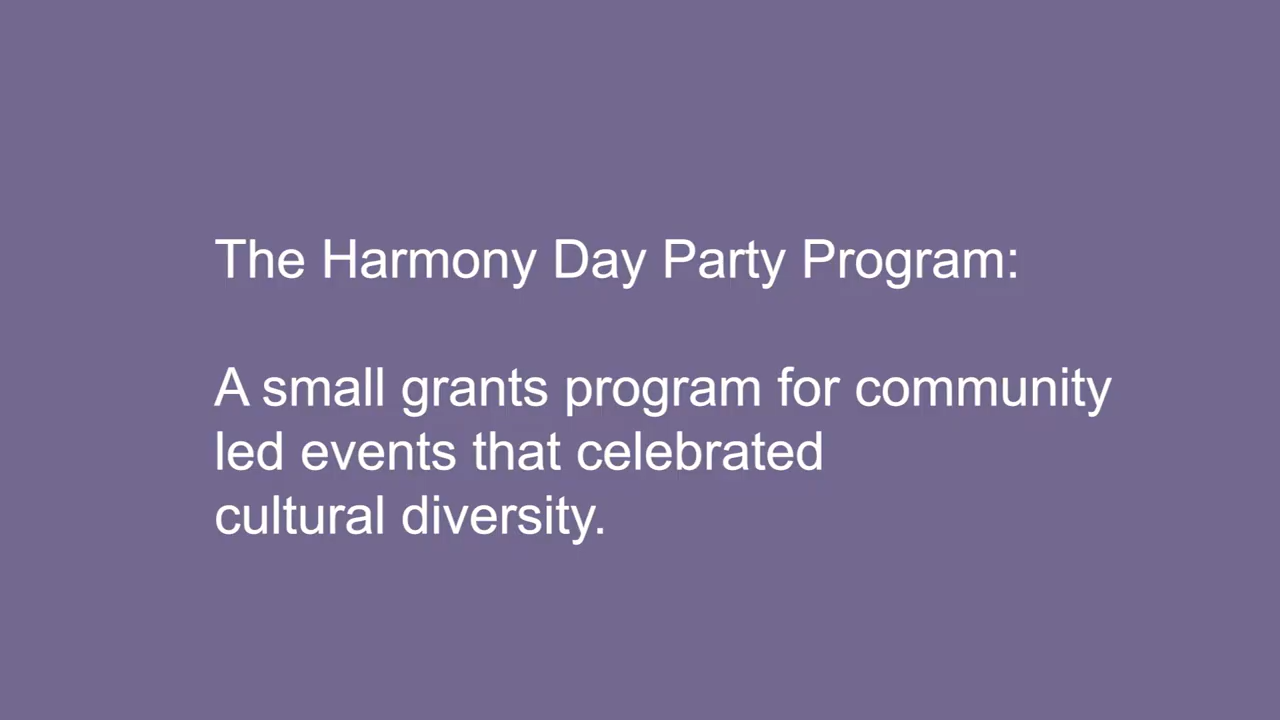 The Harmony Day Party Program:
A small grants program for community
led events that celebrated
cultural diversity.